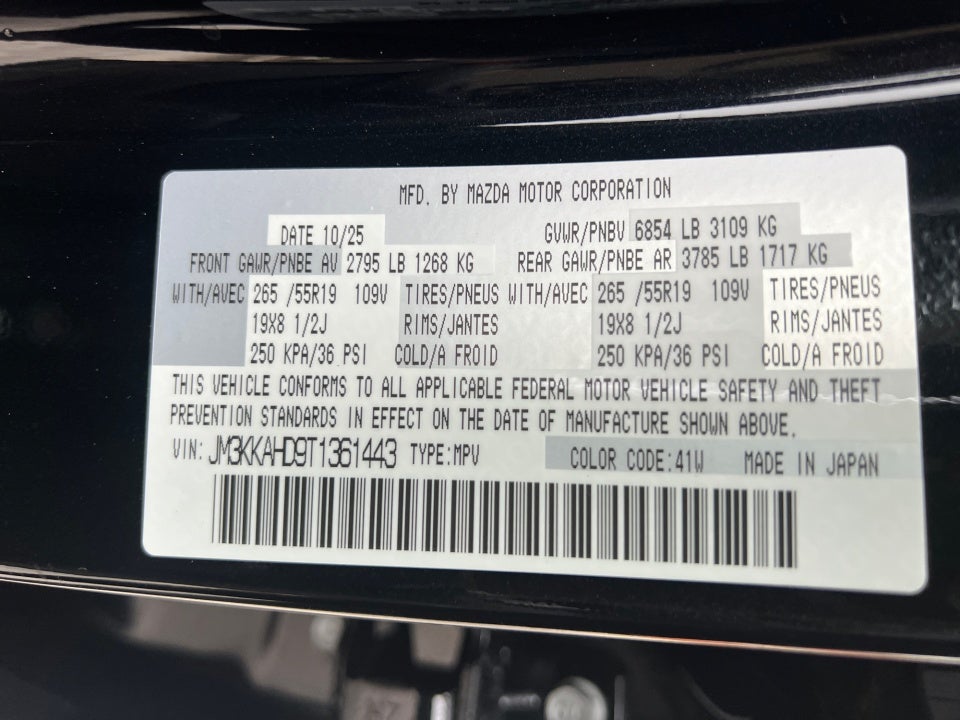 MFD. BY MAZDA MOTOR CORPORATION
DATE 10/25 GVWR/PNBV 6854 LB 3109 KG
FRONT GAWR/PNBE AV 2795 LB 1268 KG REAR GAWR/PNBE AR 3785 LB 1717 KG
WITH/AVEC 265 /55R19 109V TIRES/PNEUS WITH/AVEC 265 /55R19 109V TIRES/PNEUS
19X8 1/2J RIMS/JANTES 19X8 1/2J RIMS/JANTES
250 KPA/36 PSI COLD/A FROID 250 KPA/36 PSI COLD/A FROID
THIS VEHICLE CONFORMS TO ALL APPLICABLE FEDERAL MOTOR VEHICLE SAFETY AND THEFT
PREVENTION STANDARDS IN EFFECT ON THE DATE OF MANUFACTURE SHOWN ABOVE.
VIN: JM3KKAHD9T1361443 TYPE:MPV COLOR CODE:41W MADE IN JAPAN